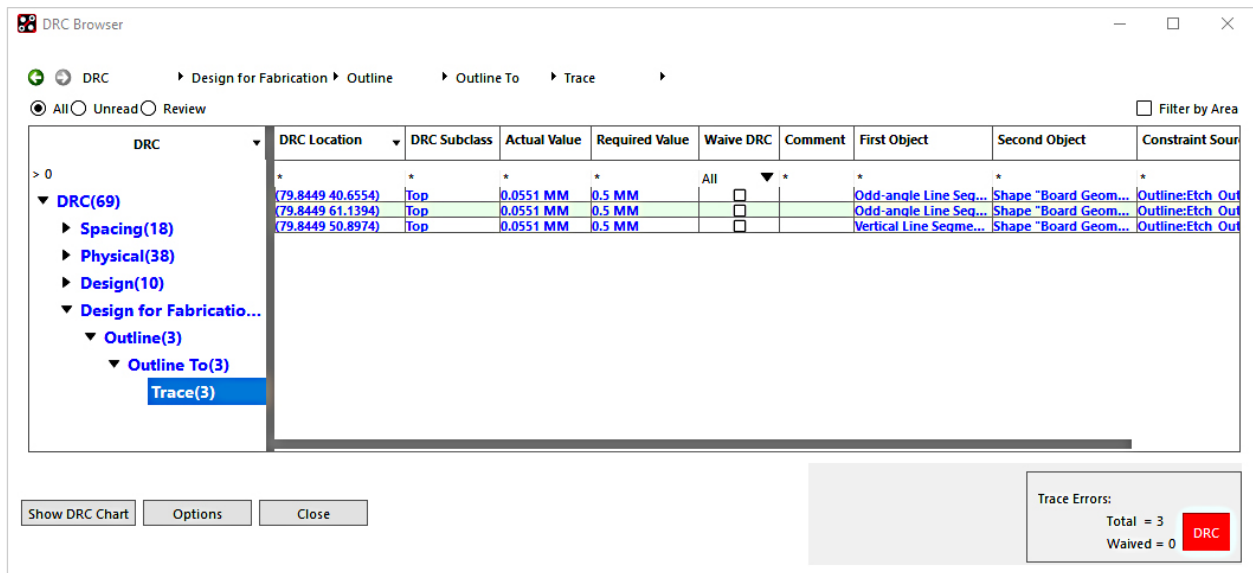 DRC Browser
DRC Design for Fabrication Outline Outline To Trace
All Unread Review Filter by Area
DRC DRC Location DRC Subclass Actual Value Required Value Waive DRC Comment First Object Second Object Constraint Sour
> 0 * * * * All * * * *
DRC(69) (79.8449 40.6554) Top 0.0551 MM 0.5 MM Odd-angle Line Seg... Shape "Board Geom... Outline:Etch Out
Spacing(18) (79.8449 61.1394) Top 0.0551 MM 0.5 MM Odd-angle Line Seg... Shape "Board Geom... Outline:Etch Out
Physical(38) (79.8449 50.8974) Top 0.0551 MM 0.5 MM Vertical Line Segme... Shape "Board Geom... Outline:Etch Out
Design(10)
Design for Fabricatio...
Outline(3)
Outline To(3)
Trace(3)
Show DRC Chart Options Close
Trace Errors:
Total = 3
Waived = 0
DRC